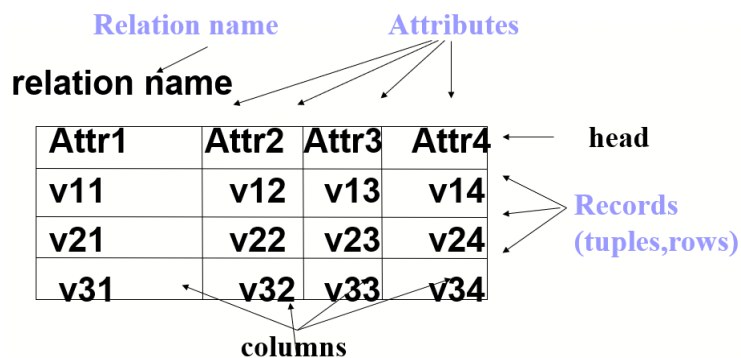 Relation name Attributes
relation name
Attr1 Attr2 Attr3 Attr4 head
v11 v12 v13 v14
Records
v21 v22 v23 v24 (tuples,rows)
v31 v32 v33 v34
columns